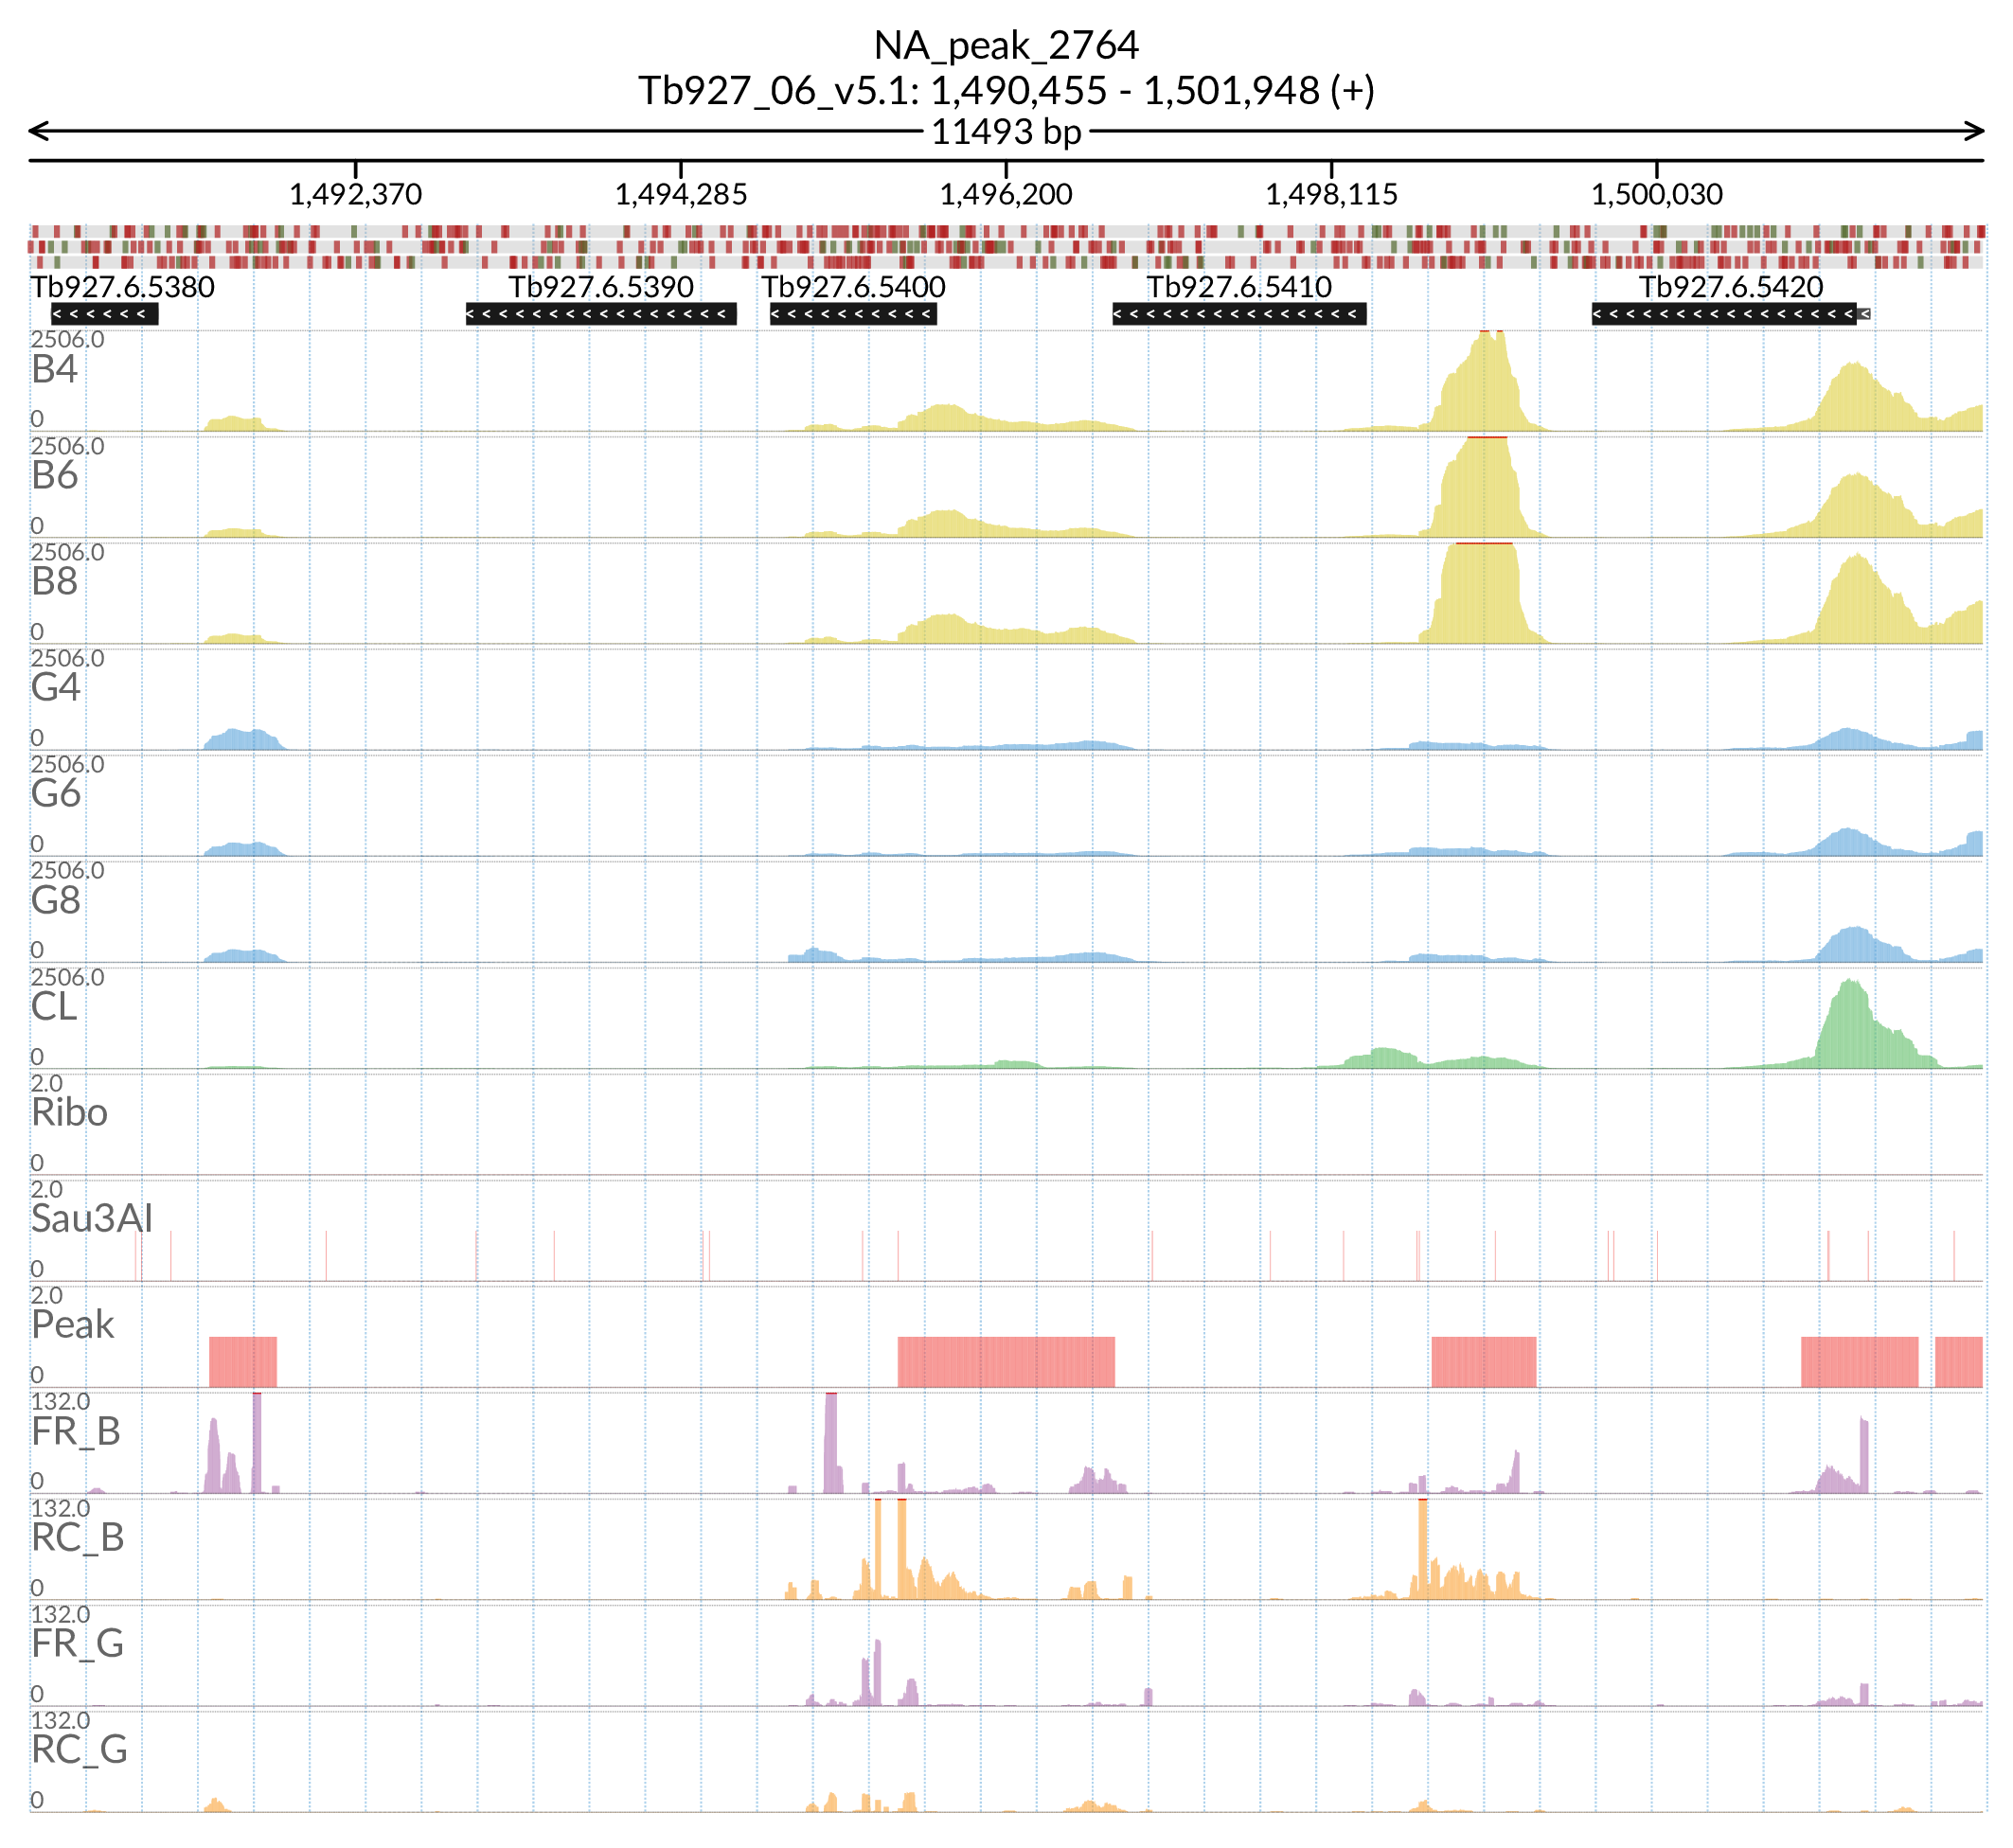 NA_peak_2764
Tb927_06_v5.1: 1,490,455 - 1,501,948 (+)
11493 bp
1,492,370 1,494,285 1,496,200 1,498,115 1,500,030
Tb927.6.5380 Tb927.6.5390 Tb927.6.5400 Tb927.6.5410 Tb927.6.5420
2506.0
B4
0
2506.0
B6
0
2506.0
B8
0
2506.0
G4
0
2506.0
G6
0
2506.0
G8
0
2506.0
CL
0
2.0
Ribo
0
2.0
Sau3AI
0
2.0
Peak
0
132.0
FR_B
0
132.0
RC_B
0
132.0
FR_G
0
132.0
RC_G
0